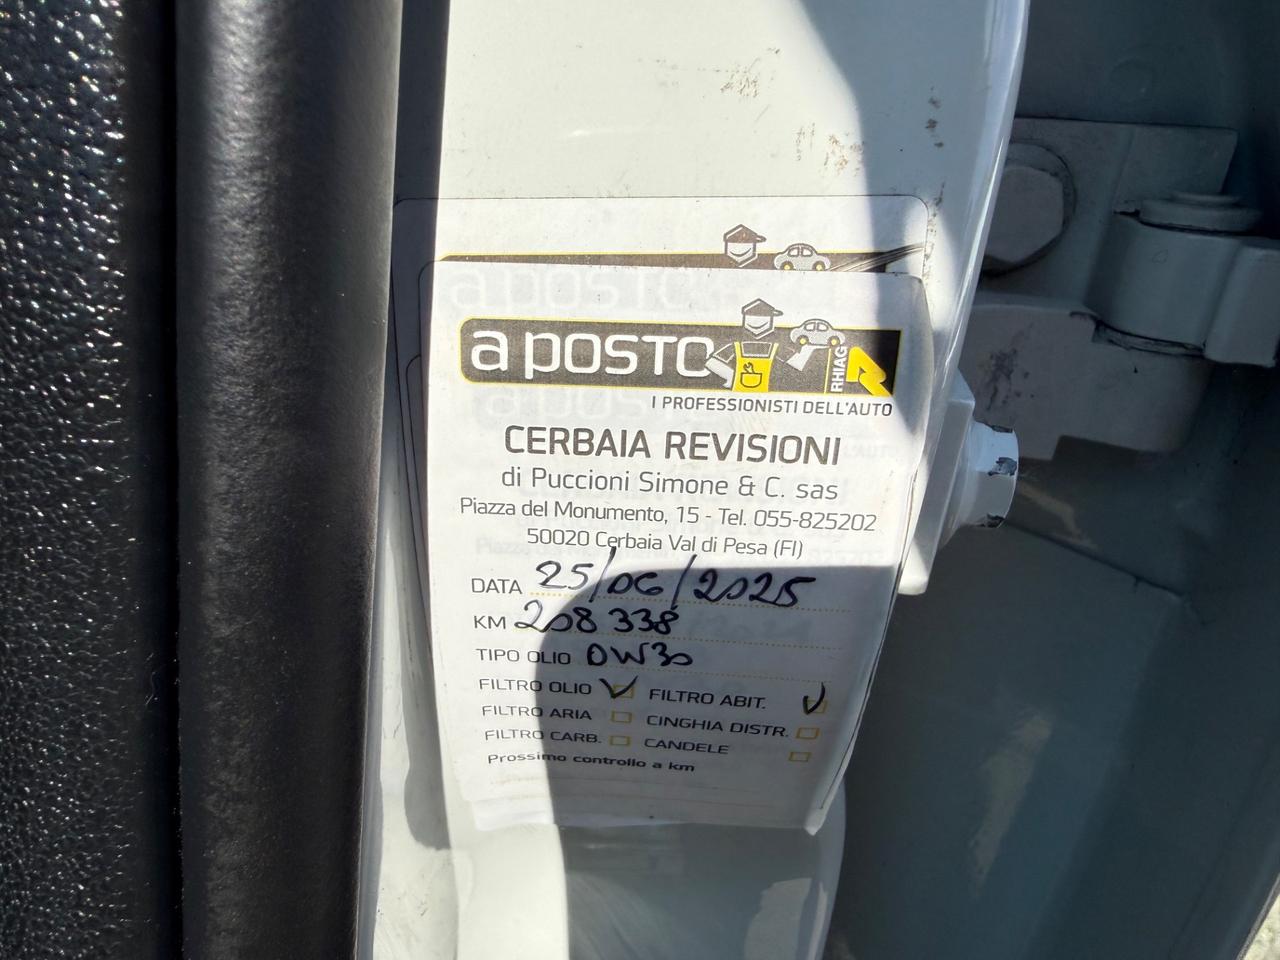 a POSTO
RHIAG
I PROFESSIONISTI DELL'AUTO
CERBAIA REVISIONI
di Puccioni Simone & C. sas
Piazza del Monumento, 15 - Tel. 055-825202
50020 Cerbaia Val di Pesa (FI)
DATA 25/06/2025
KM 208338
TIPO OLIO 0W30
FILTRO OLIO ✓ FILTRO ABIT. ✓
FILTRO ARIA CINGHIA DISTR.
FILTRO CARB. CANDELE
Prossimo controllo a km